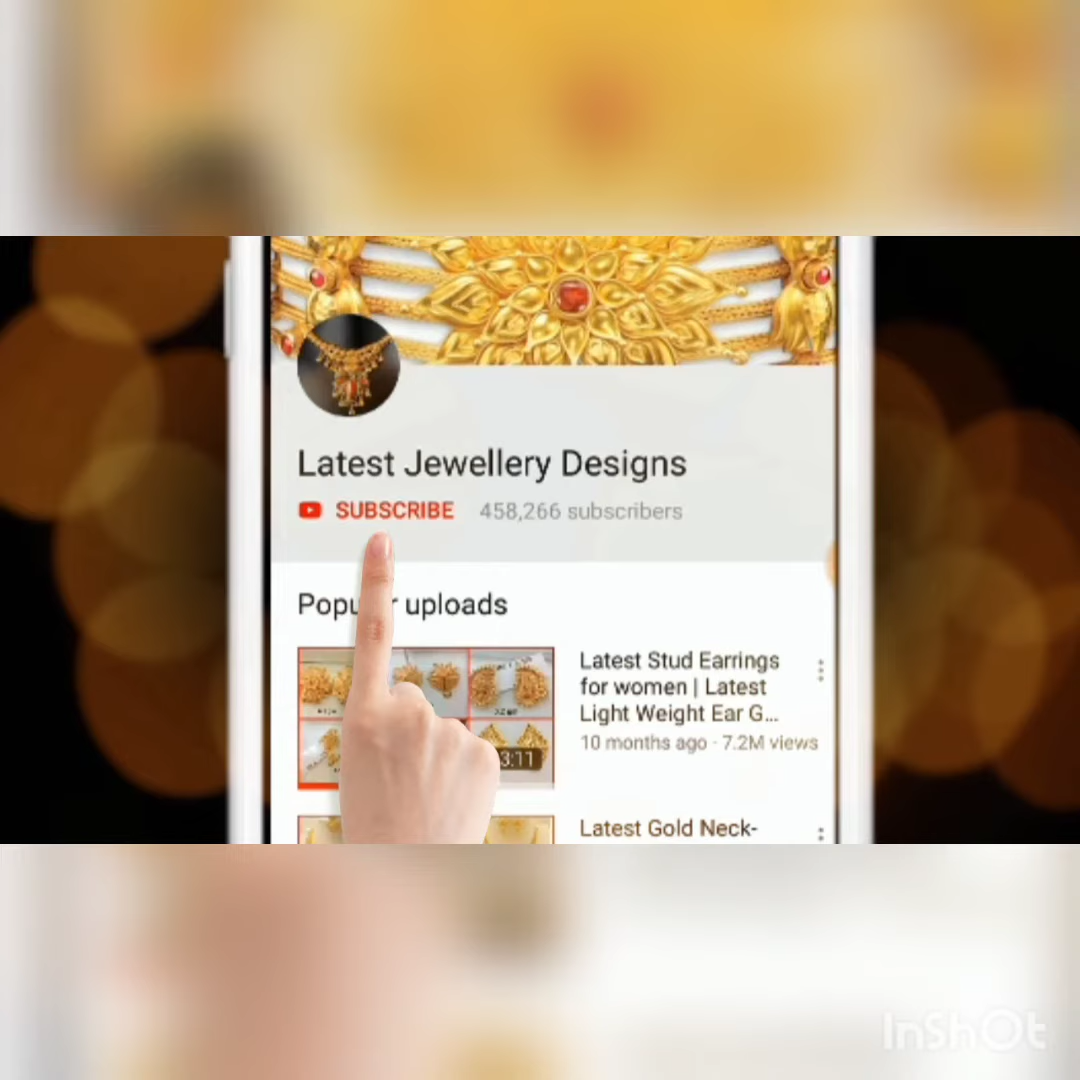 Latest Jewellery Designs
SUBSCRIBE 458,266 subscribers
uploads
Latest Stud Earrings
for women | Latest
Light Weight Ear G...
10 months ago · 7.2M views
3:11
Latest Gold Neck-
InShOt